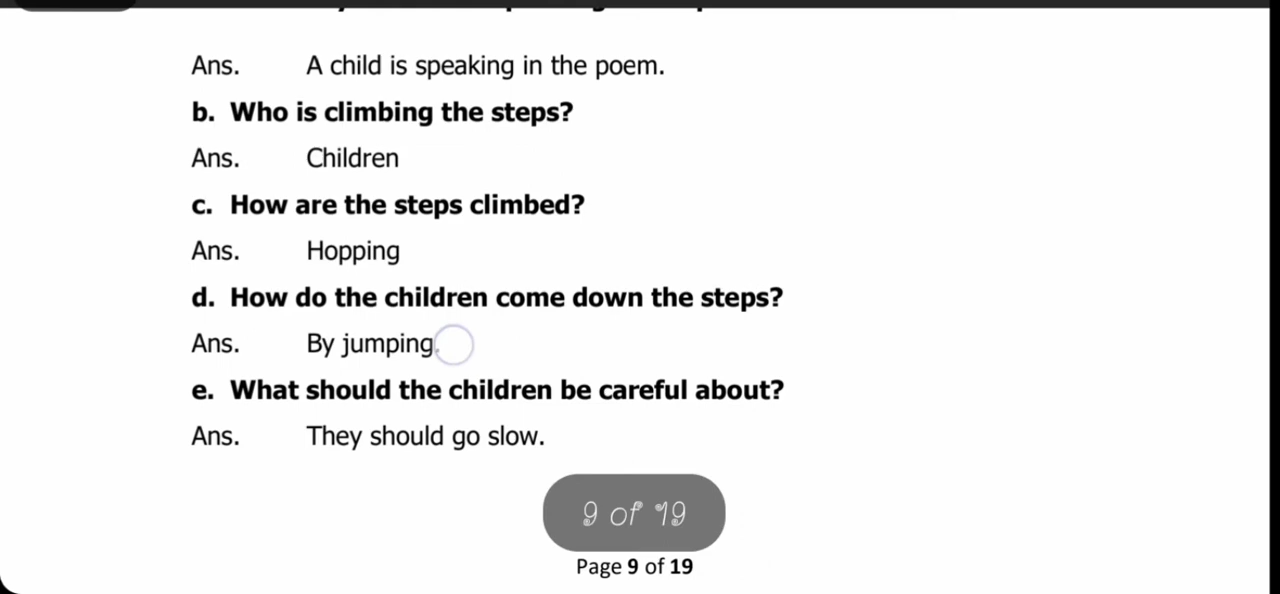 Ans. A child is speaking in the poem.
b. Who is climbing the steps?
Ans. Children
c. How are the steps climbed?
Ans. Hopping
d. How do the children come down the steps?
Ans. By jumping.
e. What should the children be careful about?
Ans. They should go slow.
9 of 19
Page 9 of 19